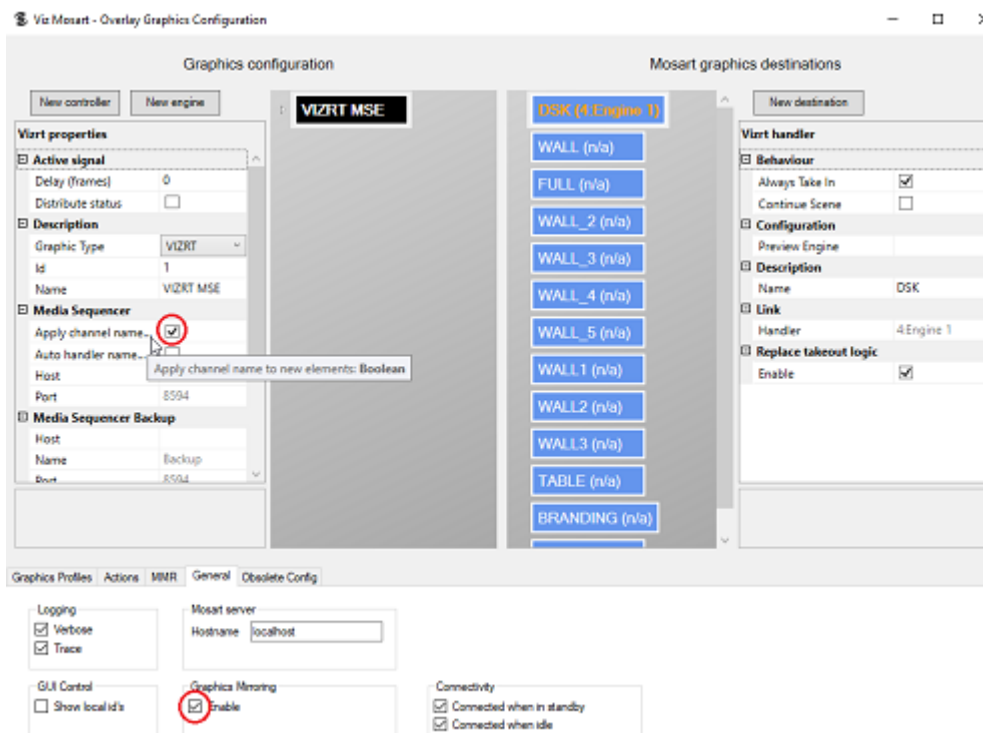 Viz Mosart - Overlay Graphics Configuration
Graphics configuration
Mosart graphics destinations
New controller
New engine
VIZRT MSE
DSK (4:Engine 1)
New destination
Vizrt properties
Active signal
Delay (frames) 0
Distribute status
Description
Graphic Type VIZRT
Id 1
Name VIZRT MSE
Media Sequencer
Apply channel name...
Auto handler name...
Apply channel name to new elements: Boolean
Host
Port 8594
Media Sequencer Backup
Host
Name Backup
Port 8594
WALL (n/a)
FULL (n/a)
WALL_2 (n/a)
WALL_3 (n/a)
WALL_4 (n/a)
WALL_5 (n/a)
WALL1 (n/a)
WALL2 (n/a)
WALL3 (n/a)
TABLE (n/a)
BRANDING (n/a)
Vizrt handler
Behaviour
Always Take In
Continue Scene
Configuration
Preview Engine
Description
Name DSK
Link
Handler 4:Engine 1
Replace takeout logic
Enable
Graphics Profiles Actions MMR General Obsolete Config
Logging
Verbose
Trace
Mosart server
Hostname localhost
GUI Control
Show local id's
Graphics Mirroring
Enable
Connectivity
Connected when in standby
Connected when idle